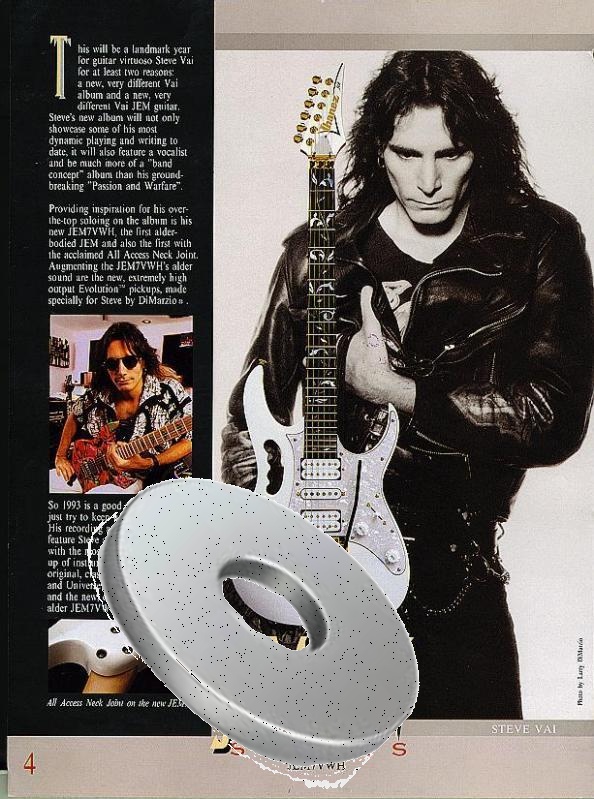 This will be a landmark year
for guitar virtuoso Steve Vai
for at least two reasons:
a new, very different Vai
album and a new, very
different Vai JEM guitar.
Steve's new album will not only
showcase some of his most
dynamic playing and writing to
date, it will also feature a vocalist
and be much more of a "band
concept" album than his ground-
breaking "Passion and Warfare".
Providing inspiration for his over-
the-top soloing on the album is his
new JEM7VWH, the first alder-
bodied JEM and also the first with
the acclaimed All Access Neck Joint.
Augmenting the JEM7VWH's alder
sound are the new, extremely high
output Evolution™ pickups, made
specially for Steve by DiMarzio®.
So 1993 is a good
just try to keep
His recording
feature Steve
with the
up of
original,
and
and the new
alder
All Access Neck Joint on the new JEM
Ibanez
Photo by Larry DiMarzio
STEVE VAI
S S
JEM7VWH
4